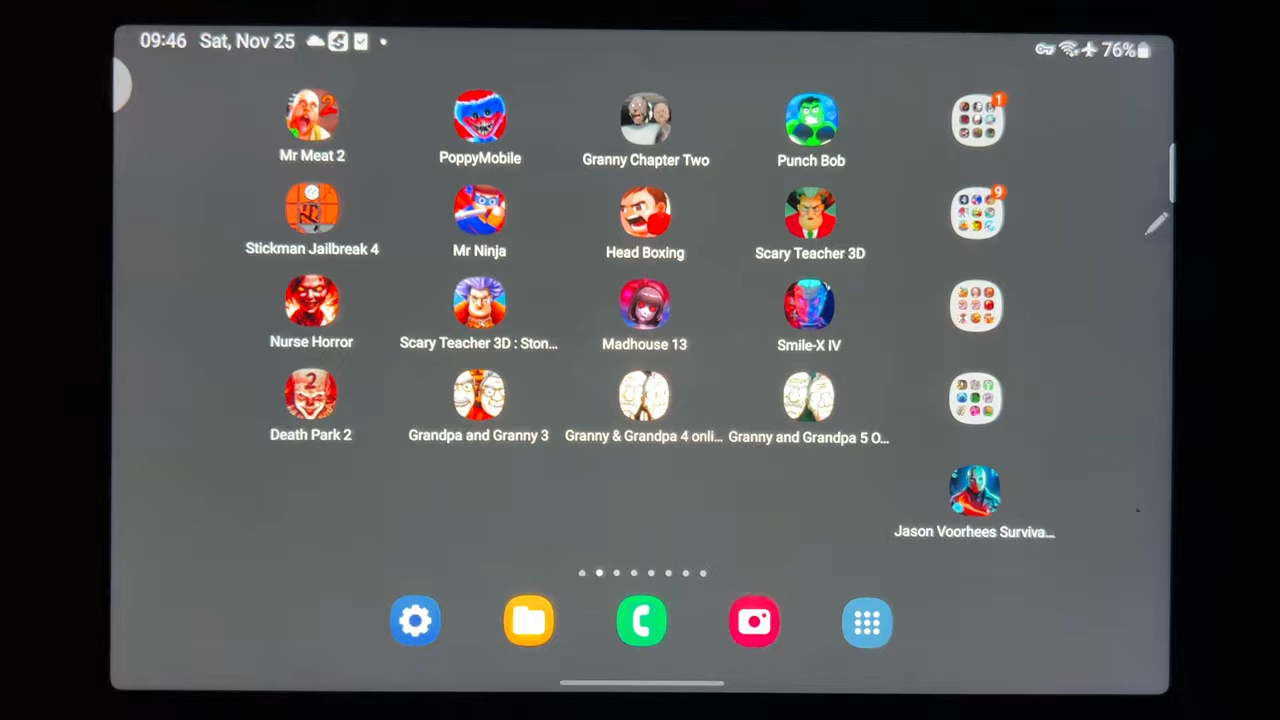 09:46 Sat, Nov 25
76%
Mr Meat 2
PoppyMobile
Granny Chapter Two
Punch Bob
1
Stickman Jailbreak 4
Mr Ninja
Head Boxing
Scary Teacher 3D
9
Nurse Horror
Scary Teacher 3D : Ston...
Madhouse 13
Smile-X IV
Death Park 2
Grandpa and Granny 3
Granny & Grandpa 4 onli...
Granny and Grandpa 5 O...
Jason Voorhees Surviva...